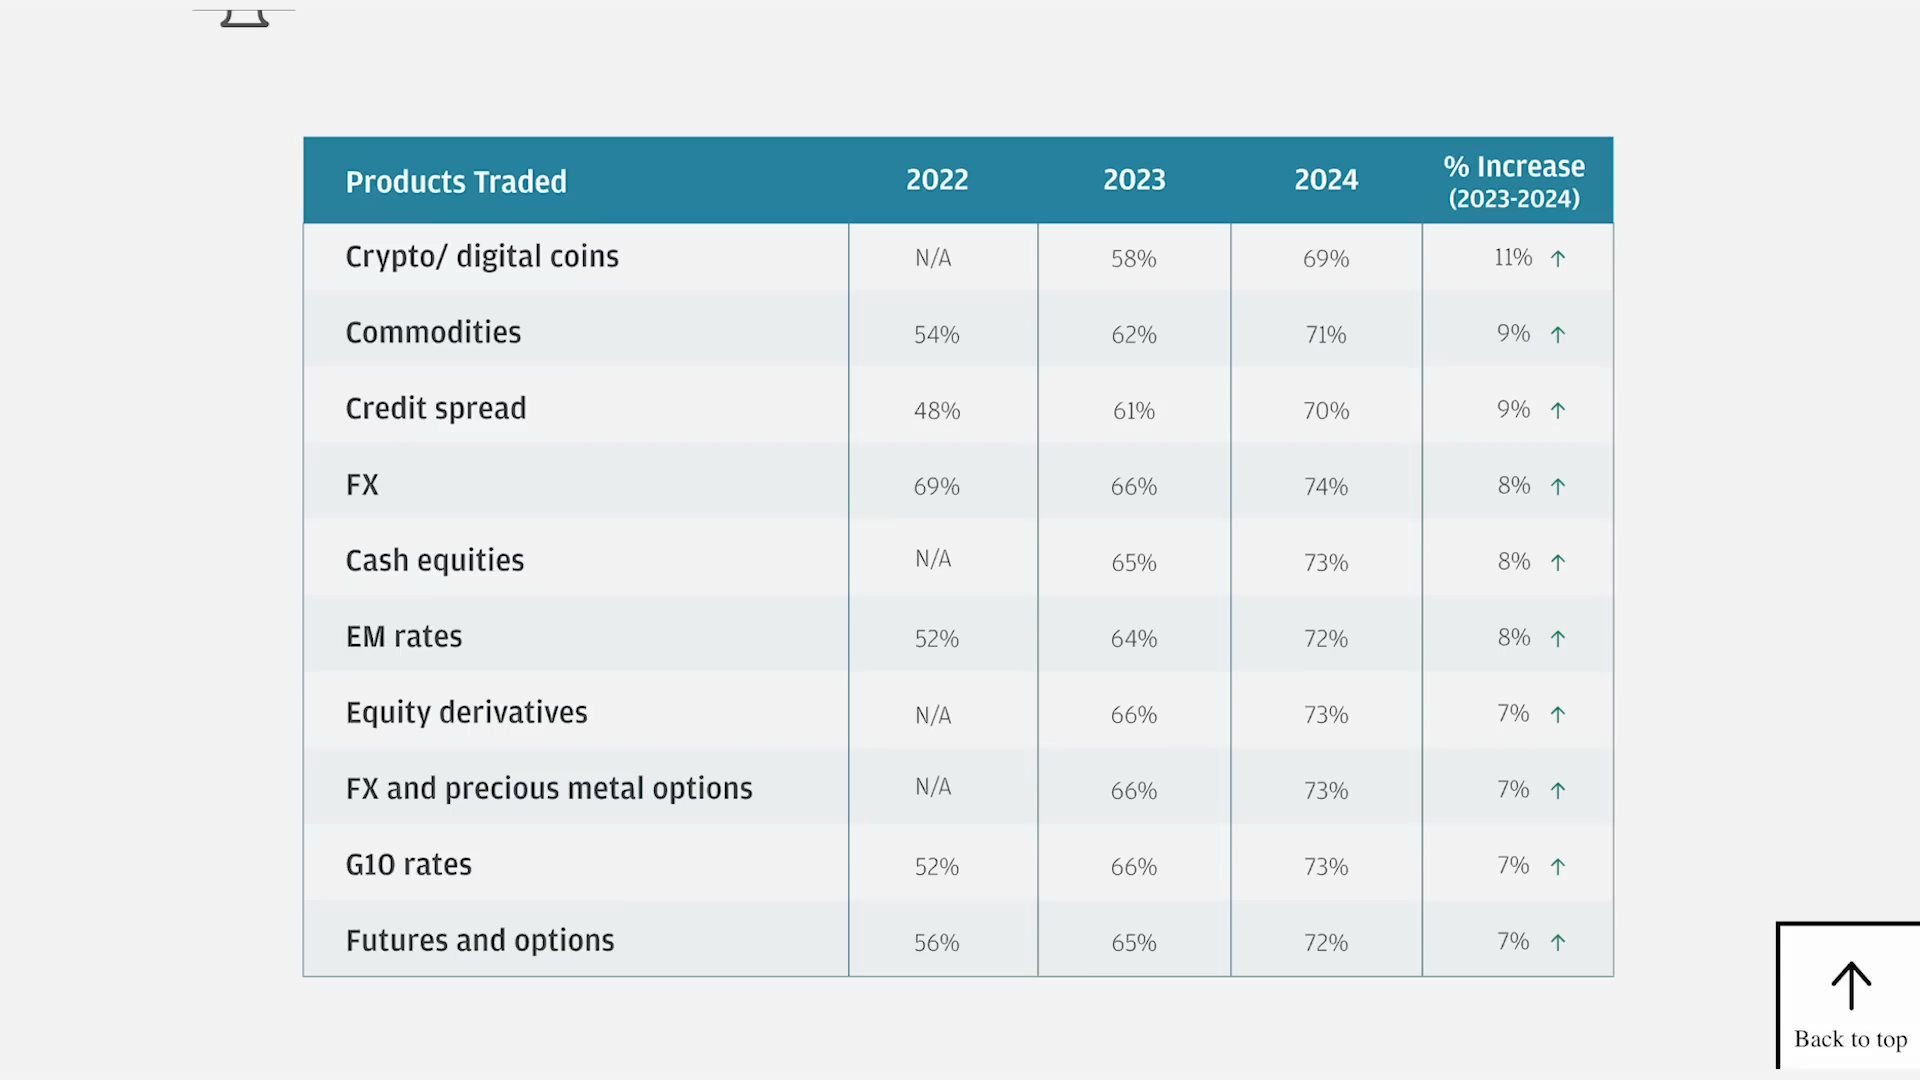 Products Traded 2022 2023 2024 % Increase (2023-2024)
Crypto/ digital coins N/A 58% 69% 11% ↑
Commodities 54% 62% 71% 9% ↑
Credit spread 48% 61% 70% 9% ↑
FX 69% 66% 74% 8% ↑
Cash equities N/A 65% 73% 8% ↑
EM rates 52% 64% 72% 8% ↑
Equity derivatives N/A 66% 73% 7% ↑
FX and precious metal options N/A 66% 73% 7% ↑
G10 rates 52% 66% 73% 7% ↑
Futures and options 56% 65% 72% 7% ↑
Back to top